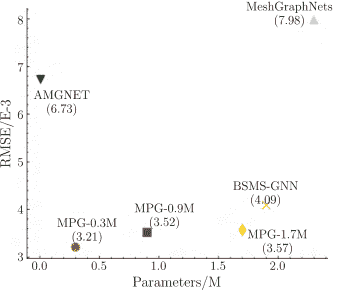 MeshGraphNets
(7.98)
8
7
AMGNET
(6.73)
6
RMSE/E-3
5
BSMS-GNN
(4.09)
4
MPG-0.3M
(3.21)
MPG-0.9M
(3.52)
MPG-1.7M
(3.57)
3
0.0 0.5 1.0 1.5 2.0
Parameters/M